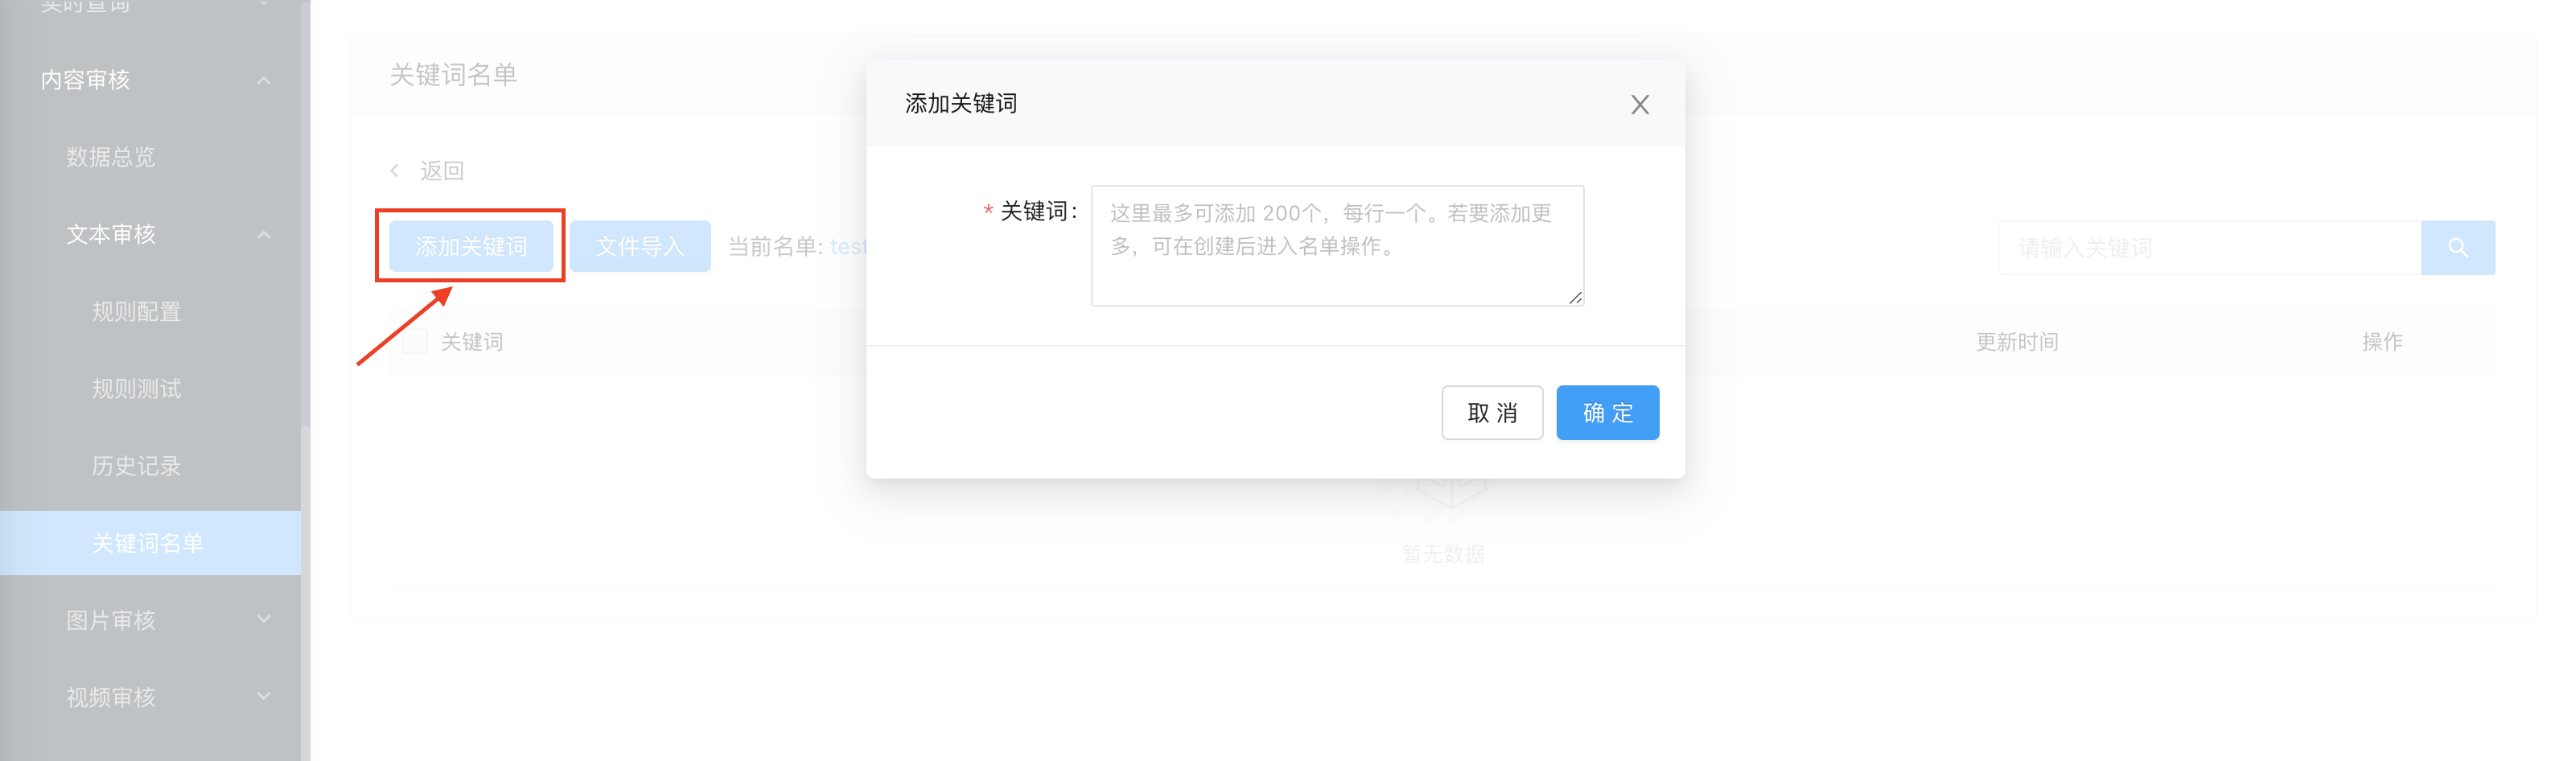 实时查询
内容审核
数据总览
文本审核
规则配置
规则测试
历史记录
关键词名单
图片审核
视频审核
关键词名单
返回
添加关键词
文件导入
当前名单: test
请输入关键词
关键词
更新时间
操作
暂无数据
添加关键词
X
* 关键词:
这里最多可添加 200个，每行一个。若要添加更
多，可在创建后进入名单操作。
取 消
确 定